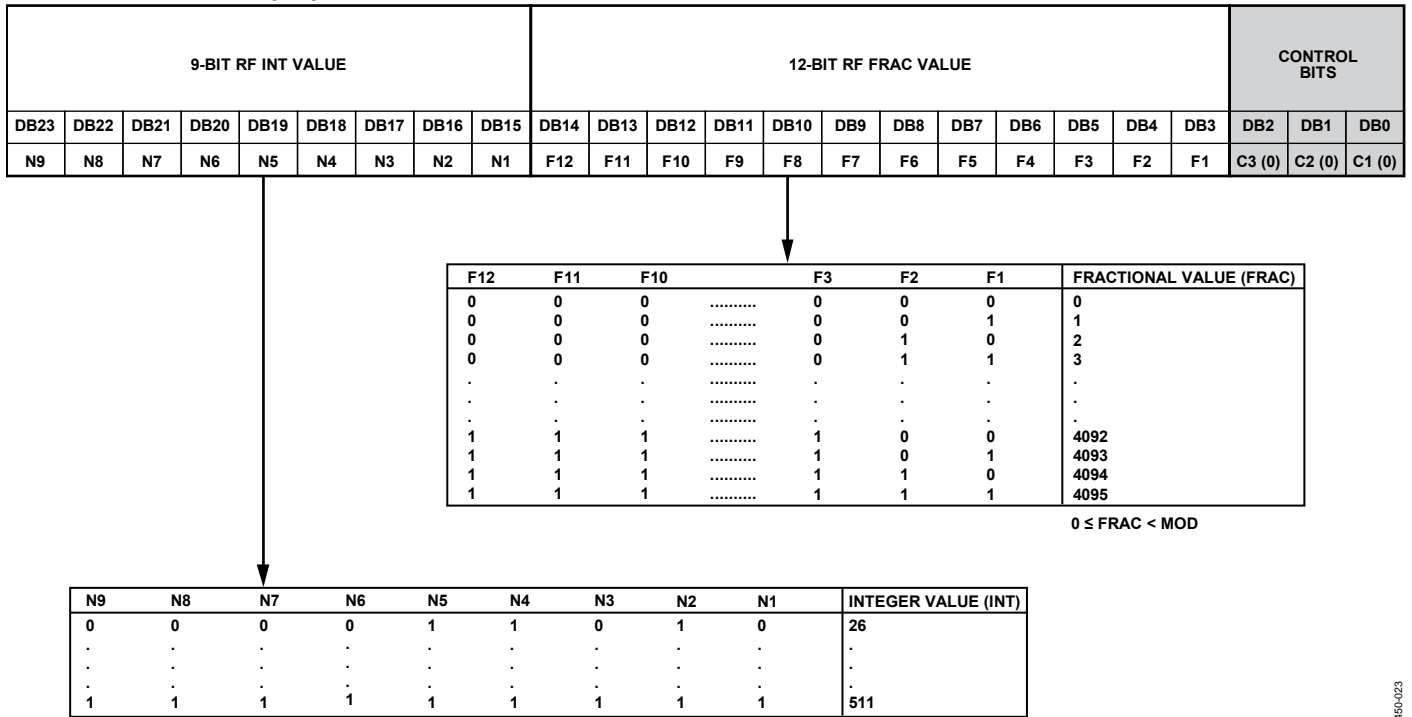 9-BIT RF INT VALUE 12-BIT RF FRAC VALUE CONTROL
BITS
DB23 DB22 DB21 DB20 DB19 DB18 DB17 DB16 DB15 DB14 DB13 DB12 DB11 DB10 DB9 DB8 DB7 DB6 DB5 DB4 DB3 DB2 DB1 DB0
N9 N8 N7 N6 N5 N4 N3 N2 N1 F12 F11 F10 F9 F8 F7 F6 F5 F4 F3 F2 F1 C3 (0) C2 (0) C1 (0)
F12 F11 F10 F3 F2 F1 FRACTIONAL VALUE (FRAC)
0 0 0 .......... 0 0 0 0
0 0 0 .......... 0 0 1 1
0 0 0 .......... 0 1 0 2
0 0 0 .......... 0 1 1 3
. . . .......... . . . .
. . . .......... . . . .
. . . .......... . . . .
1 1 1 .......... 1 0 0 4092
1 1 1 .......... 1 0 1 4093
1 1 1 .......... 1 1 0 4094
1 1 1 .......... 1 1 1 4095
0 ≤ FRAC < MOD
N9 N8 N7 N6 N5 N4 N3 N2 N1 INTEGER VALUE (INT)
0 0 0 0 1 1 0 1 0 26
. . . . . . . . . .
. . . . . . . . . .
. . . . . . . . . .
1 1 1 1 1 1 1 1 1 511
450-023